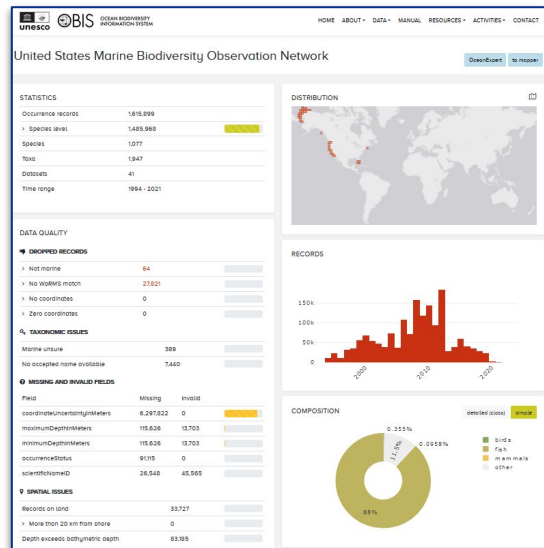 unesco
OBIS OCEAN BIODIVERSITY INFORMATION SYSTEM
HOME ABOUT DATA MANUAL RESOURCES ACTIVITIES CONTACT
United States Marine Biodiversity Observation Network
OceanExpert to mapper
STATISTICS
Occurrence records 1,615,899
> Species level 1,485,968
Species 1,077
Taxa 1,947
Datasets 41
Time range 1994 - 2021
DATA QUALITY
DROPPED RECORDS
> Not marine 64
> No WoRMS match 27,821
> No coordinates 0
> Zero coordinates 0
TAXONOMIC ISSUES
Marine unsure 389
No accepted name available 7,440
MISSING AND INVALID FIELDS
Field Missing Invalid
coordinateUncertaintyInMeters 6,297,822 0
maximumDepthInMeters 115,626 13,703
minimumDepthInMeters 115,626 13,703
occurrenceStatus 91,115 0
scientificNameID 26,548 45,565
SPATIAL ISSUES
Records on land 33,727
> More than 20 km from shore 0
Depth exceeds bathymetric depth 83,165
DISTRIBUTION
RECORDS
150k
100k
50k
0
2000 2010 2020
COMPOSITION
detailed (class) simple
0.355%
11.5%
0.0958%
88%
birds
fish
mammals
other